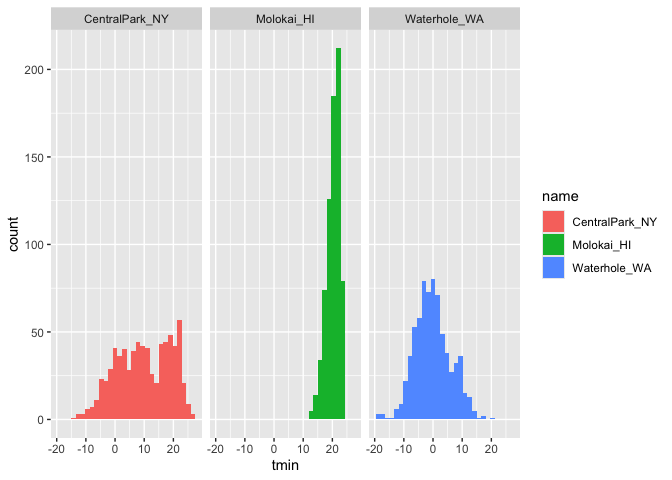 CentralPark_NY
Molokai_HI
Waterhole_WA
200
150
100
50
0
count
-20 -10 0 10 20
-20 -10 0 10 20
-20 -10 0 10 20
tmin
name
CentralPark_NY
Molokai_HI
Waterhole_WA